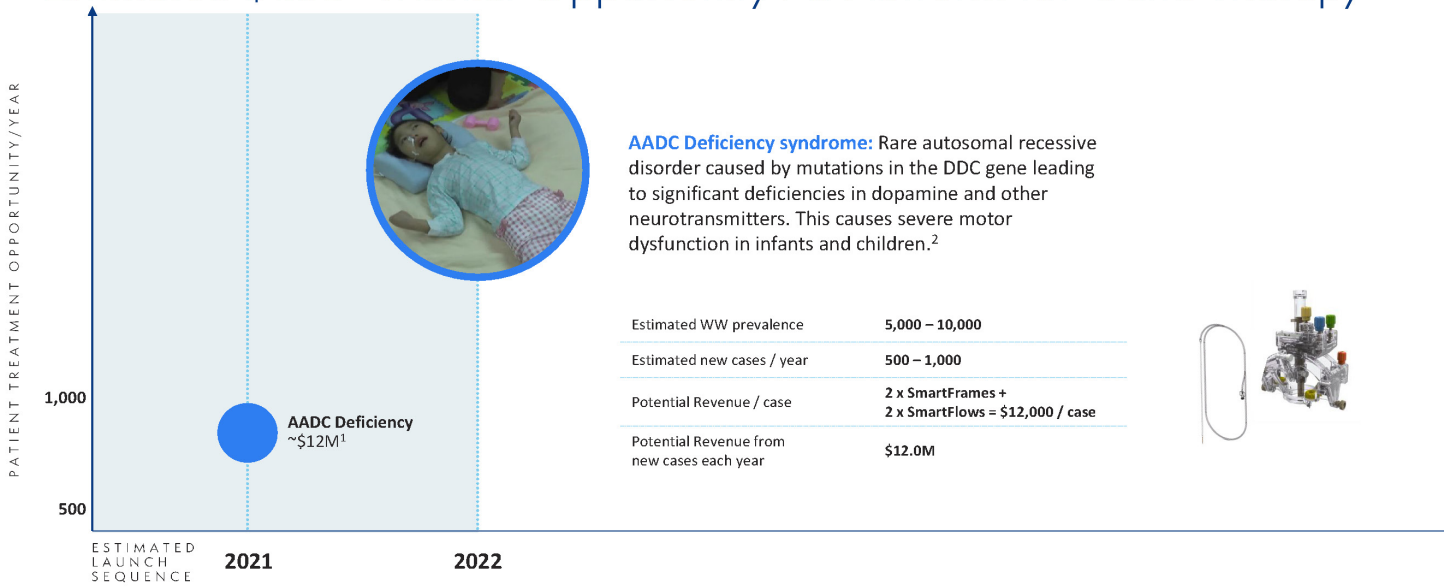 PATIENT TREATMENT OPPORTUNITY/YEAR
AADC Deficiency syndrome: Rare autosomal recessive
disorder caused by mutations in the DDC gene leading
to significant deficiencies in dopamine and other
neurotransmitters. This causes severe motor
dysfunction in infants and children.2
Estimated WW prevalence 5,000 – 10,000
Estimated new cases / year 500 – 1,000
Potential Revenue / case 2 x SmartFrames +
2 x SmartFlows = $12,000 / case
Potential Revenue from
new cases each year $12.0M
1,000
AADC Deficiency
~$12M1
500
ESTIMATED
LAUNCH
SEQUENCE
2021
2022